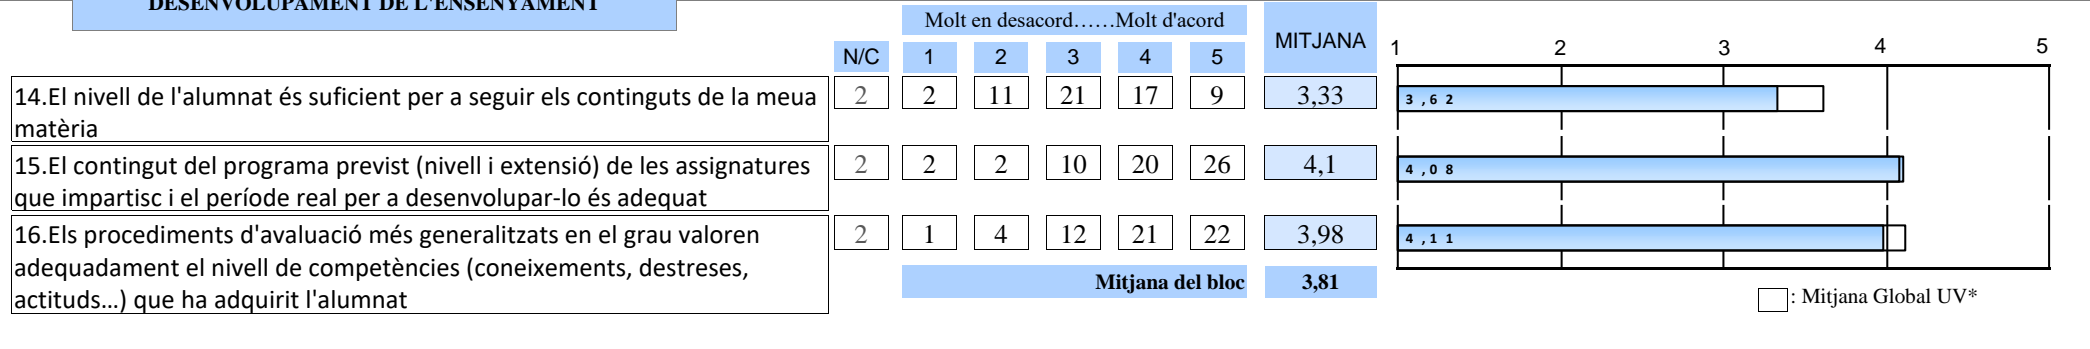 DESENVOLUPAMENT DE L'ENSENYAMENT
Molt en desacord……Molt d'acord
MITJANA
N/C 1 2 3 4 5
1 2 3 4 5
14.El nivell de l'alumnat és suficient per a seguir els continguts de la meua
matèria
2 2 11 21 17 9 3,33
3,62
15.El contingut del programa previst (nivell i extensió) de les assignatures
que impartisc i el període real per a desenvolupar-lo és adequat
2 2 2 10 20 26 4,1
4,08
16.Els procediments d'avaluació més generalitzats en el grau valoren
adequadament el nivell de competències (coneixements, destreses,
actituds…) que ha adquirit l'alumnat
2 1 4 12 21 22 3,98
4,11
Mitjana del bloc 3,81
: Mitjana Global UV*